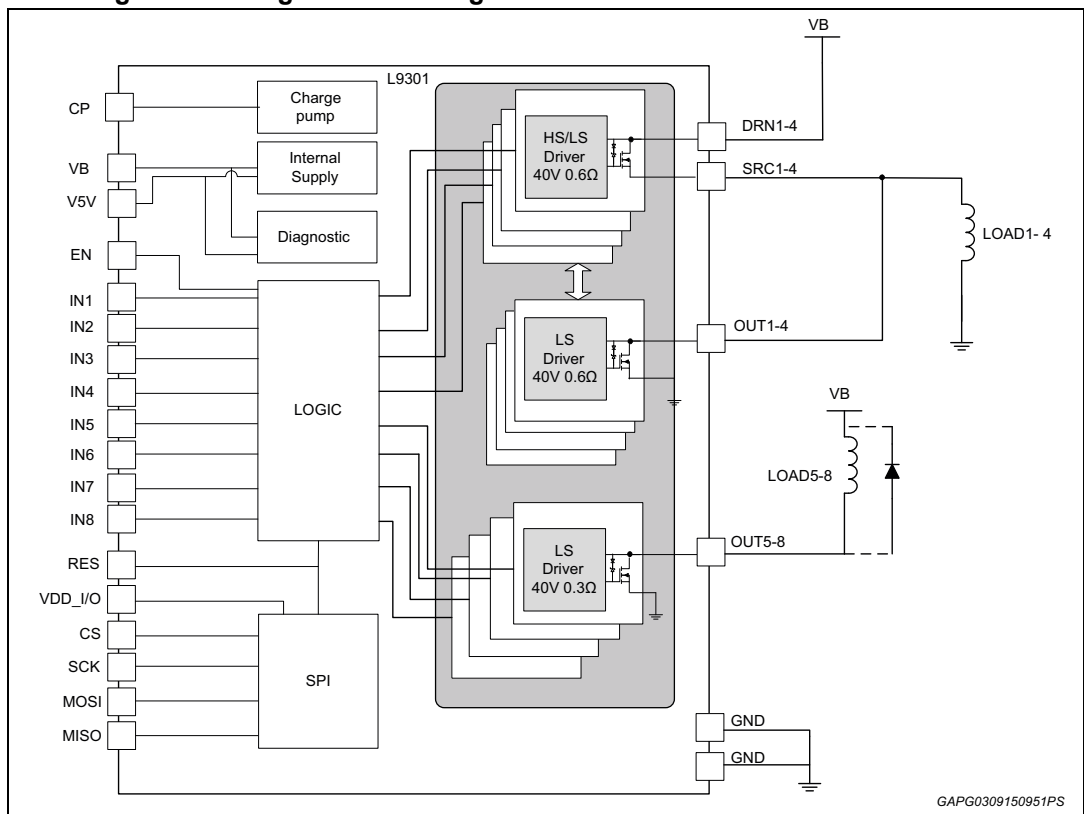 VB
L9301
CP
Charge
pump
HS/LS
Driver
40V 0.6Ω
DRN1-4
VB
Internal
Supply
SRC1-4
V5V
Diagnostic
LOAD1- 4
EN
IN1
IN2
IN3
IN4
IN5
IN6
IN7
IN8
LOGIC
LS
Driver
40V 0.6Ω
OUT1-4
VB
LOAD5-8
LS
Driver
40V 0.3Ω
OUT5-8
RES
VDD_I/O
CS
SCK
MOSI
MISO
SPI
GND
GND
GAPG0309150951PS